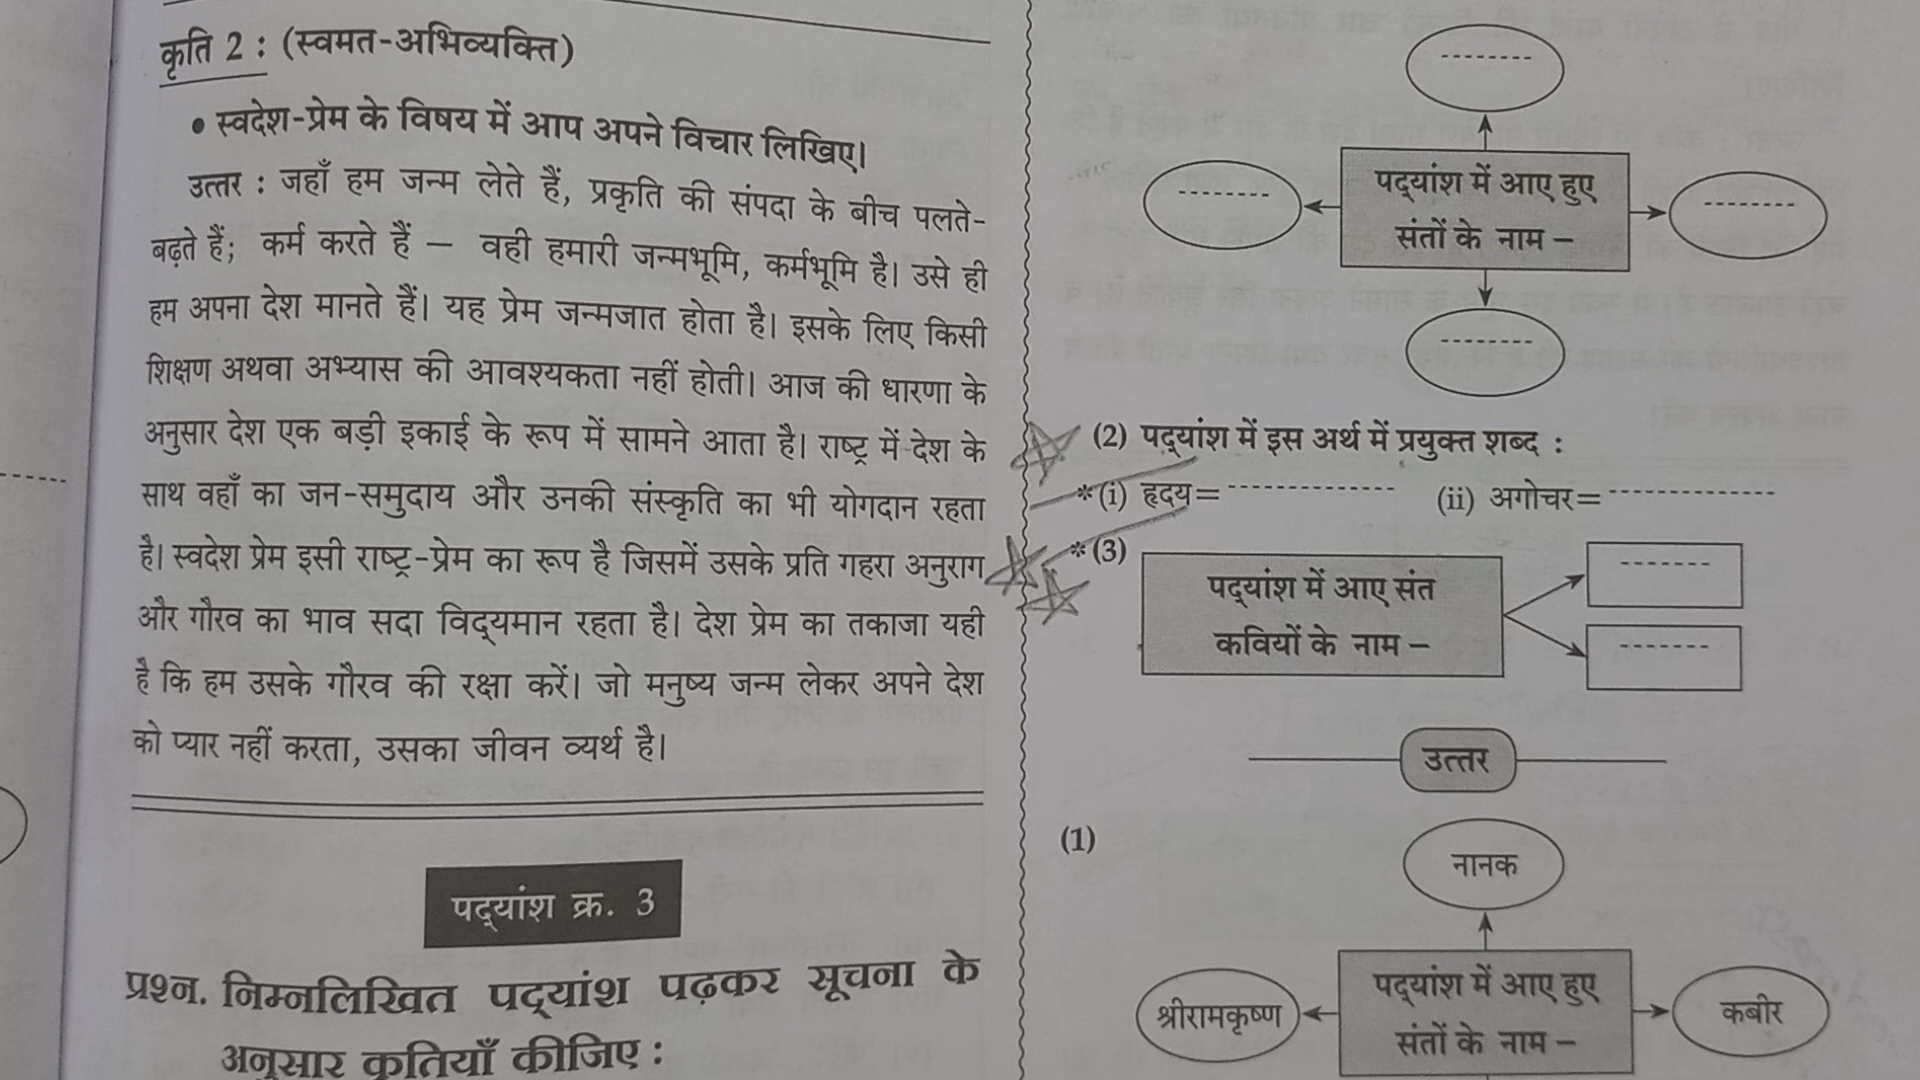 कृति 2 : (स्वमत-अभिव्यक्ति)
• स्वदेश-प्रेम के विषय में आप अपने विचार लिखिए।
उत्तर : जहाँ हम जन्म लेते हैं, प्रकृति की संपदा के बीच पलते-
बढ़ते हैं; कर्म करते हैं – वही हमारी जन्मभूमि, कर्मभूमि है। उसे ही
हम अपना देश मानते हैं। यह प्रेम जन्मजात होता है। इसके लिए किसी
शिक्षण अथवा अभ्यास की आवश्यकता नहीं होती। आज की धारणा के
अनुसार देश एक बड़ी इकाई के रूप में सामने आता है। राष्ट्र में देश के
साथ वहाँ का जन-समुदाय और उनकी संस्कृति का भी योगदान रहता
है। स्वदेश प्रेम इसी राष्ट्र-प्रेम का रूप है जिसमें उसके प्रति गहरा अनुराग
और गौरव का भाव सदा विद्‌यमान रहता है। देश प्रेम का तकाजा यही
है कि हम उसके गौरव की रक्षा करें। जो मनुष्य जन्म लेकर अपने देश
को प्यार नहीं करता, उसका जीवन व्यर्थ है।
पद्‌यांश क्र. 3
प्रश्न. निम्नलिखित पद्‌यांश पढ़कर सूचना के
अनुसार कृतियाँ कीजिए :
पद्‌यांश में आए हुए
संतों के नाम –
(2) पद्‌यांश में इस अर्थ में प्रयुक्त शब्द :
*(i) हृदय= -------------- (ii) अगोचर= --------------
*(3)
पद्‌यांश में आए संत
कवियों के नाम –
उत्तर
(1)
नानक
श्रीरामकृष्ण
पद्‌यांश में आए हुए
संतों के नाम –
कबीर